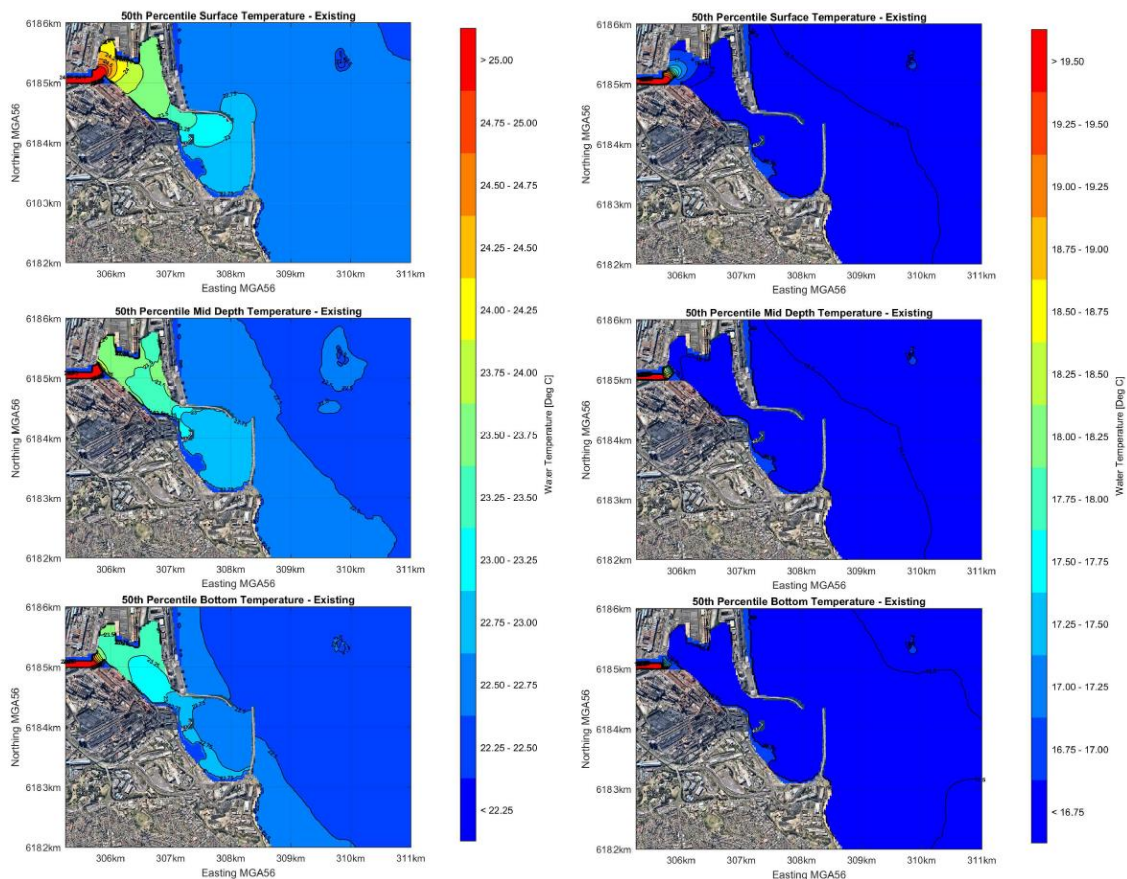 50th Percentile Surface Temperature - Existing
6186km
6185km
6184km
6183km
6182km
Northing MGA56
306km 307km 308km 309km 310km 311km
Easting MGA56
50th Percentile Mid Depth Temperature - Existing
6186km
6185km
6184km
6183km
6182km
Northing MGA56
306km 307km 308km 309km 310km 311km
Easting MGA56
50th Percentile Bottom Temperature - Existing
6186km
6185km
6184km
6183km
6182km
Northing MGA56
306km 307km 308km 309km 310km 311km
Easting MGA56
> 25.00
24.75 - 25.00
24.50 - 24.75
24.25 - 24.50
24.00 - 24.25
23.75 - 24.00
23.50 - 23.75
23.25 - 23.50
23.00 - 23.25
22.75 - 23.00
22.50 - 22.75
22.25 - 22.50
< 22.25
Water Temperature [Deg C]
50th Percentile Surface Temperature - Existing
6186km
6185km
6184km
6183km
6182km
Northing MGA56
306km 307km 308km 309km 310km 311km
Easting MGA56
50th Percentile Mid Depth Temperature - Existing
6186km
6185km
6184km
6183km
6182km
Northing MGA56
306km 307km 308km 309km 310km 311km
Easting MGA56
50th Percentile Bottom Temperature - Existing
6186km
6185km
6184km
6183km
6182km
Northing MGA56
306km 307km 308km 309km 310km 311km
Easting MGA56
> 19.50
19.25 - 19.50
19.00 - 19.25
18.75 - 19.00
18.50 - 18.75
18.25 - 18.50
18.00 - 18.25
17.75 - 18.00
17.50 - 17.75
17.25 - 17.50
17.00 - 17.25
16.75 - 17.00
< 16.75
Water Temperature [Deg C]